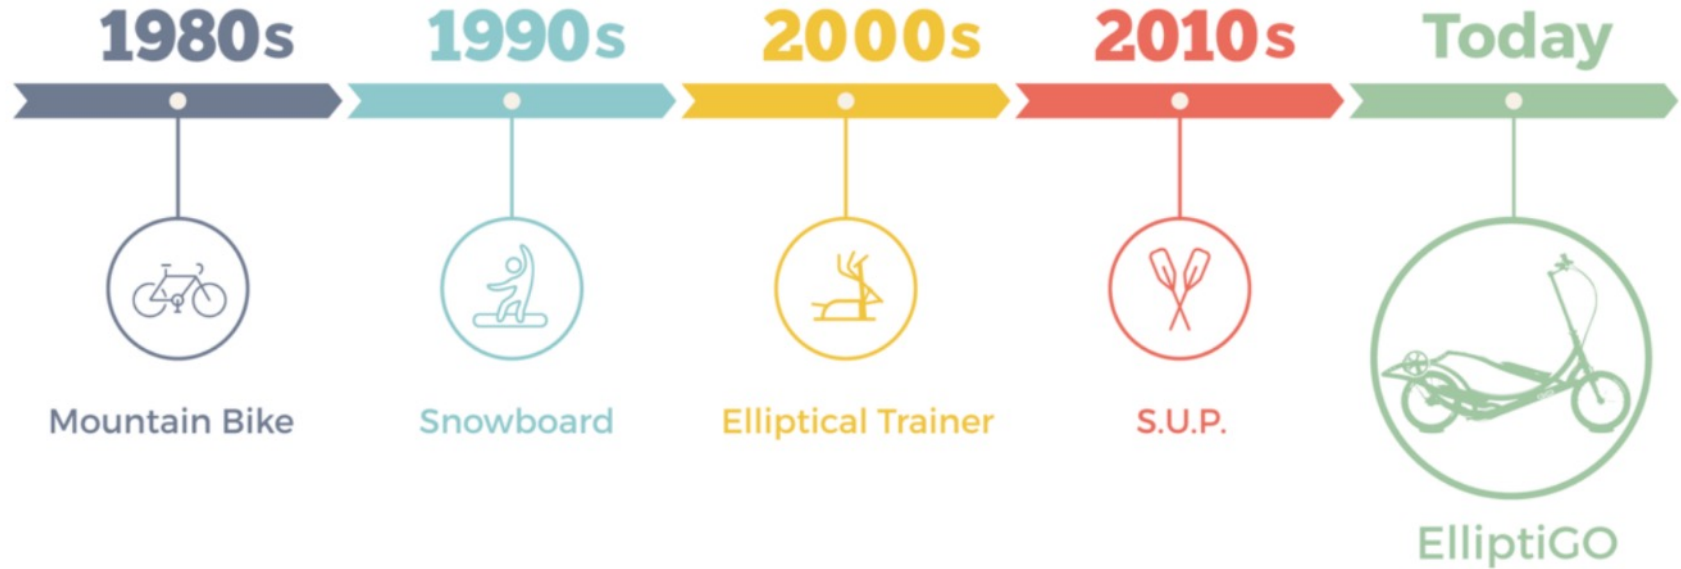 1980s
1990s
2000s
2010s
Today
Mountain Bike
Snowboard
Elliptical Trainer
S.U.P.
ElliptiGO